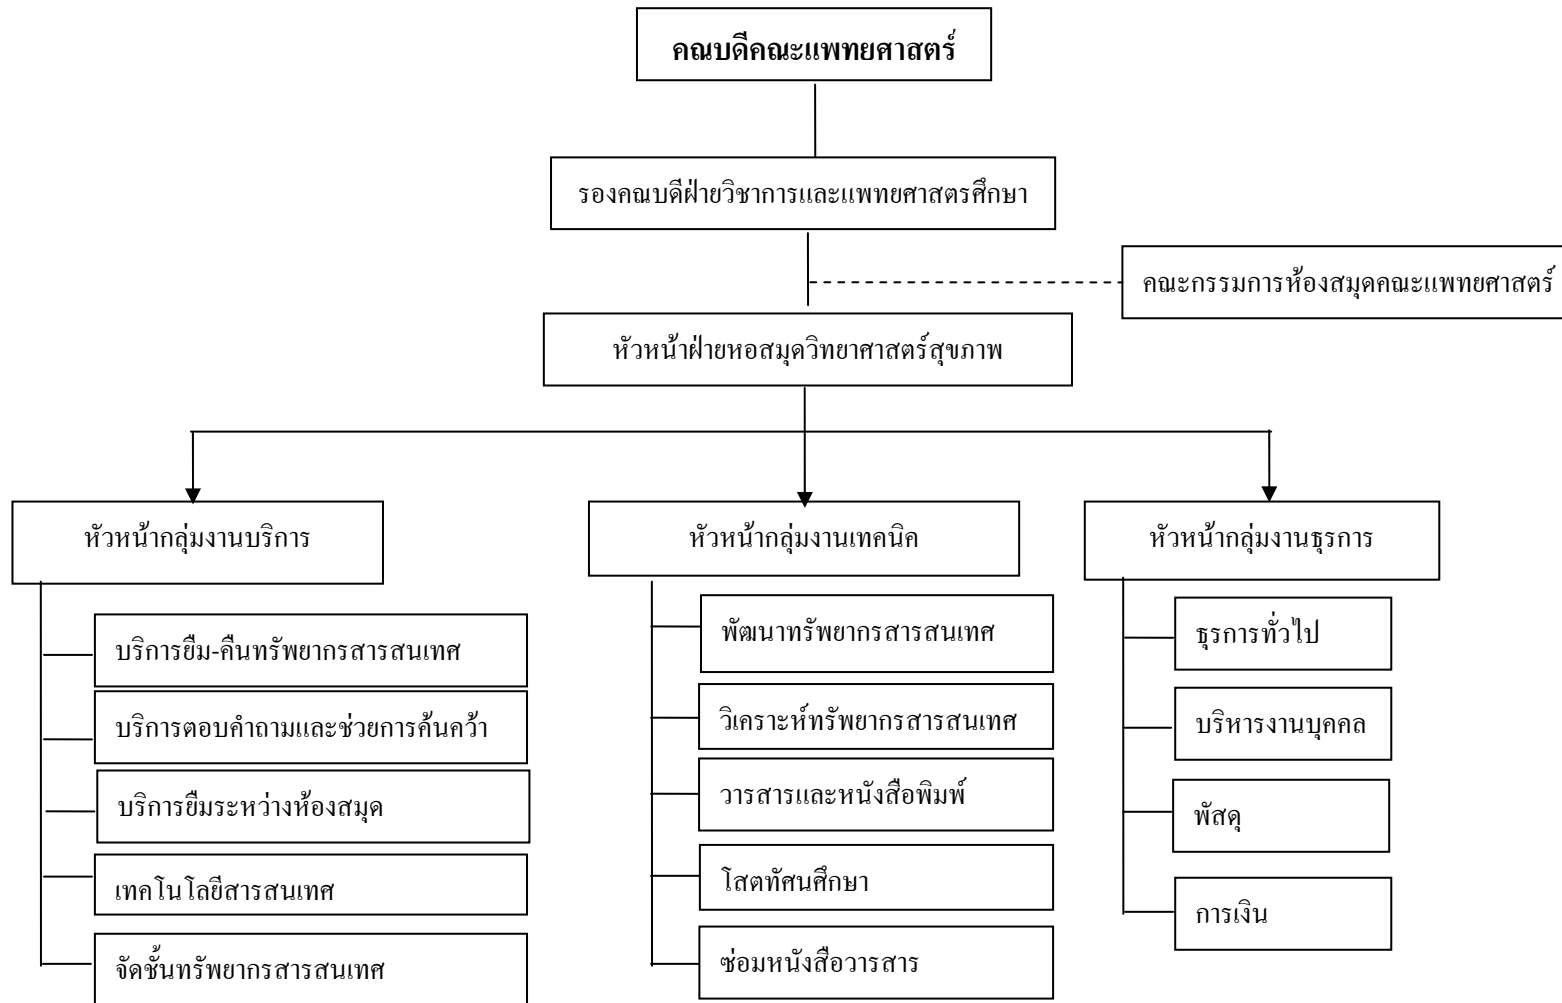 คณบดีคณะแพทยศาสตร์
รองคณบดีฝ่ายวิชาการและแพทยศาสตรศึกษา
คณะกรรมการห้องสมุดคณะแพทยศาสตร์
หัวหน้าฝ่ายหอสมุดวิทยาศาสตร์สุขภาพ
หัวหน้ากลุ่มงานบริการ
บริการยืม-คืนทรัพยากรสารสนเทศ
บริการตอบคำถามและช่วยการค้นคว้า
บริการยืมระหว่างห้องสมุด
เทคโนโลยีสารสนเทศ
จัดชั้นทรัพยากรสารสนเทศ
หัวหน้ากลุ่มงานเทคนิค
พัฒนาทรัพยากรสารสนเทศ
วิเคราะห์ทรัพยากรสารสนเทศ
วารสารและหนังสือพิมพ์
โสตทัศนศึกษา
ซ่อมหนังสือวารสาร
หัวหน้ากลุ่มงานธุรการ
ธุรการทั่วไป
บริหารงานบุคคล
พัสดุ
การเงิน